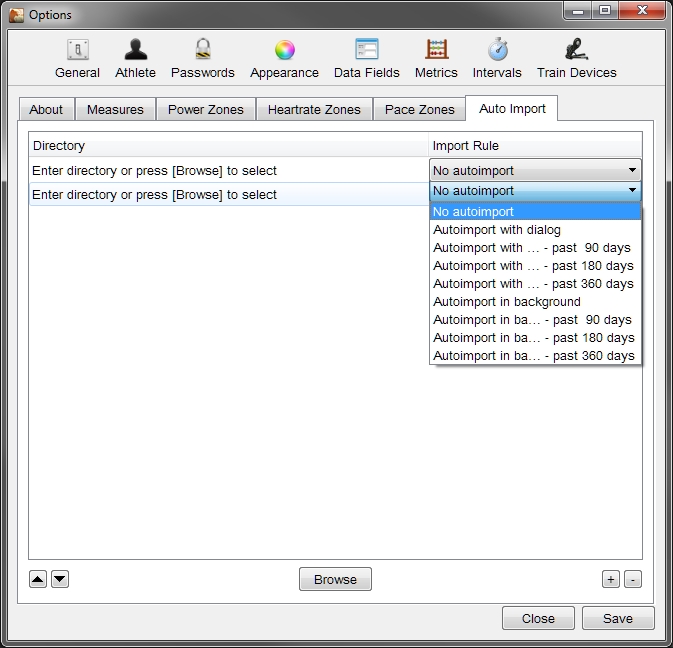 Options
General Athlete Passwords Appearance Data Fields Metrics Intervals Train Devices
About Measures Power Zones Heartrate Zones Pace Zones Auto Import
Directory Import Rule
Enter directory or press [Browse] to select No autoimport
Enter directory or press [Browse] to select No autoimport
No autoimport
Autoimport with dialog
Autoimport with … - past  90 days
Autoimport with … - past 180 days
Autoimport with … - past 360 days
Autoimport in background
Autoimport in ba… - past  90 days
Autoimport in ba… - past 180 days
Autoimport in ba… - past 360 days
Browse + -
Close Save